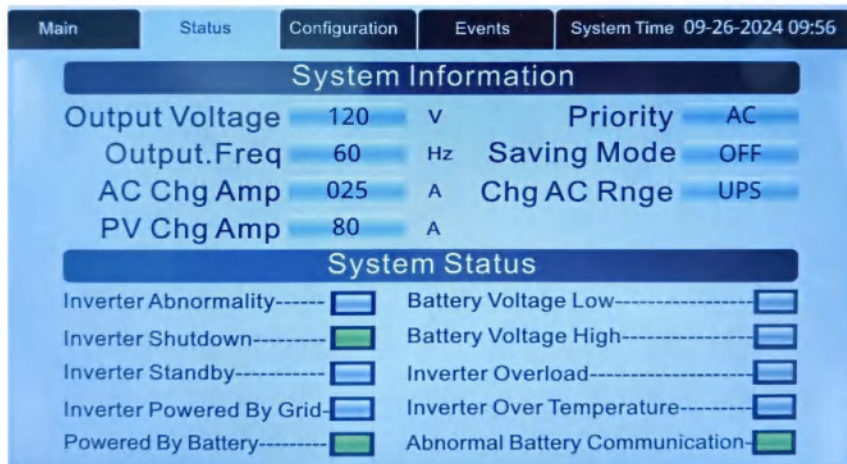 Main Status Configuration Events System Time 09-26-2024 09:56
System Information
Output Voltage 120 V Priority AC
Output.Freq 60 Hz Saving Mode OFF
AC Chg Amp 025 A Chg AC Rnge UPS
PV Chg Amp 80 A
System Status
Inverter Abnormality------ Battery Voltage Low-----------------
Inverter Shutdown--------- Battery Voltage High----------------
Inverter Standby----------- Inverter Overload--------------------
Inverter Powered By Grid- Inverter Over Temperature---------
Powered By Battery--------- Abnormal Battery Communication-